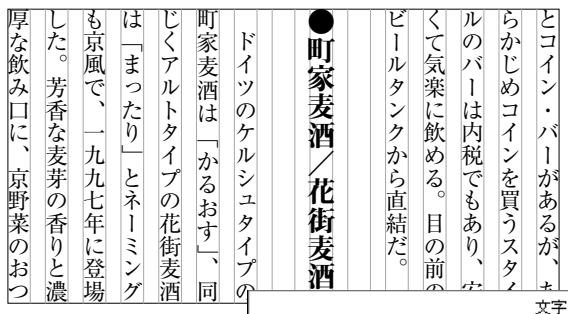 とコイン・バーがあるが、あ
らかじめコインを買うスタイ
ルのバーは内税でもあり、安
くて気楽に飲める。目の前の
ビールタンクから直結だ。
●町家麦酒／花街麦酒
ドイツのケルシュタイプの
町家麦酒は「かるおす」、同
じくアルトタイプの花街麦酒
は「まったり」とネーミング
も京風で、一九九七年に登場
した。芳香な麦芽の香りと濃
厚な飲み口に、京野菜のおつ
文字